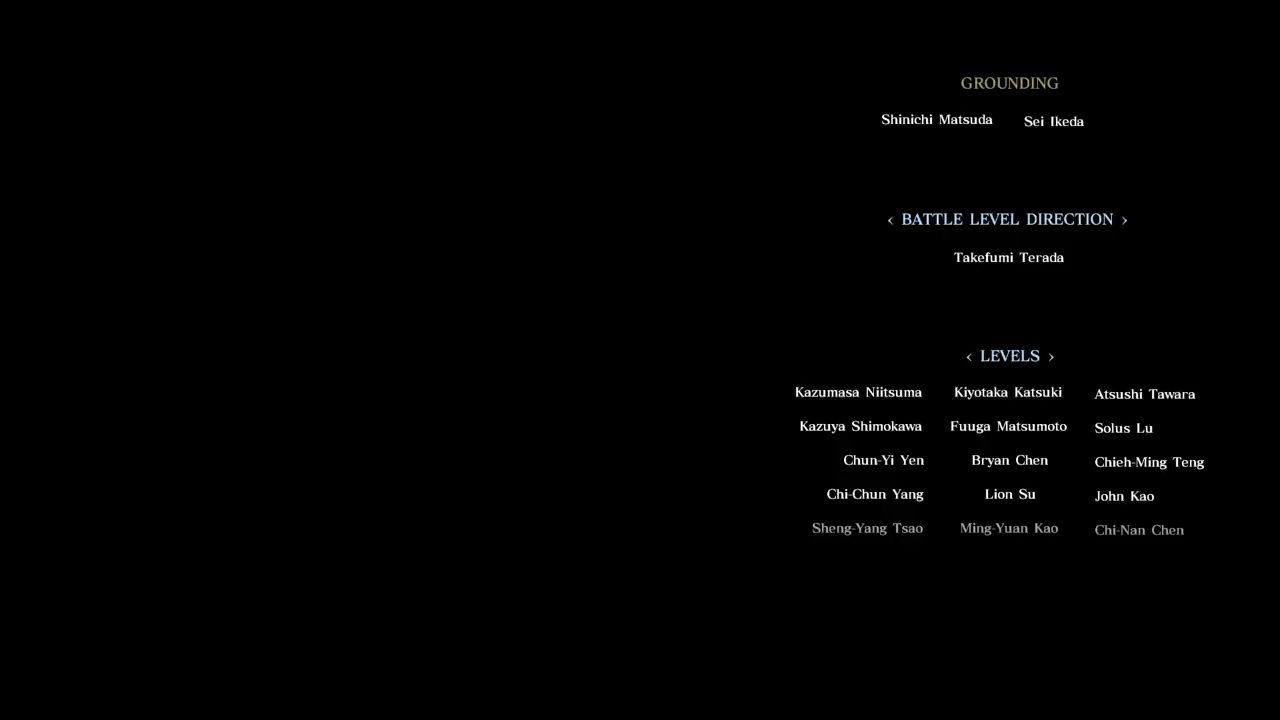 GROUNDING
Shinichi Matsuda Sei Ikeda
‹ BATTLE LEVEL DIRECTION ›
Takefumi Terada
‹ LEVELS ›
Kazumasa Niitsuma Kiyotaka Katsuki Atsushi Tawara
Kazuya Shimokawa Fuuga Matsumoto Solus Lu
Chun-Yi Yen Bryan Chen Chieh-Ming Teng
Chi-Chun Yang Lion Su John Kao
Sheng-Yang Tsao Ming-Yuan Kao Chi-Nan Chen